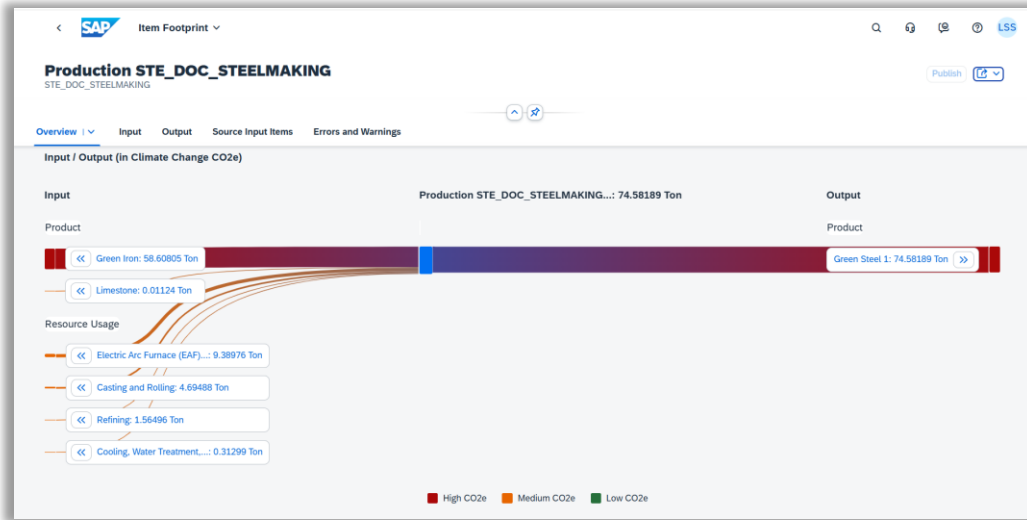 SAP
Item Footprint
LSS
Production STE_DOC_STEELMAKING
STE_DOC_STEELMAKING
Publish
Overview
Input
Output
Source Input Items
Errors and Warnings
Input / Output (in Climate Change CO2e)
Input
Production STE_DOC_STEELMAKING...: 74.58189 Ton
Output
Product
Product
Green Iron: 58.60805 Ton
Green Steel 1: 74.58189 Ton
Limestone: 0.01124 Ton
Resource Usage
Electric Arc Furnace (EAF)...: 9.38976 Ton
Casting and Rolling: 4.69488 Ton
Refining: 1.56496 Ton
Cooling, Water Treatment,...: 0.31299 Ton
High CO2e
Medium CO2e
Low CO2e